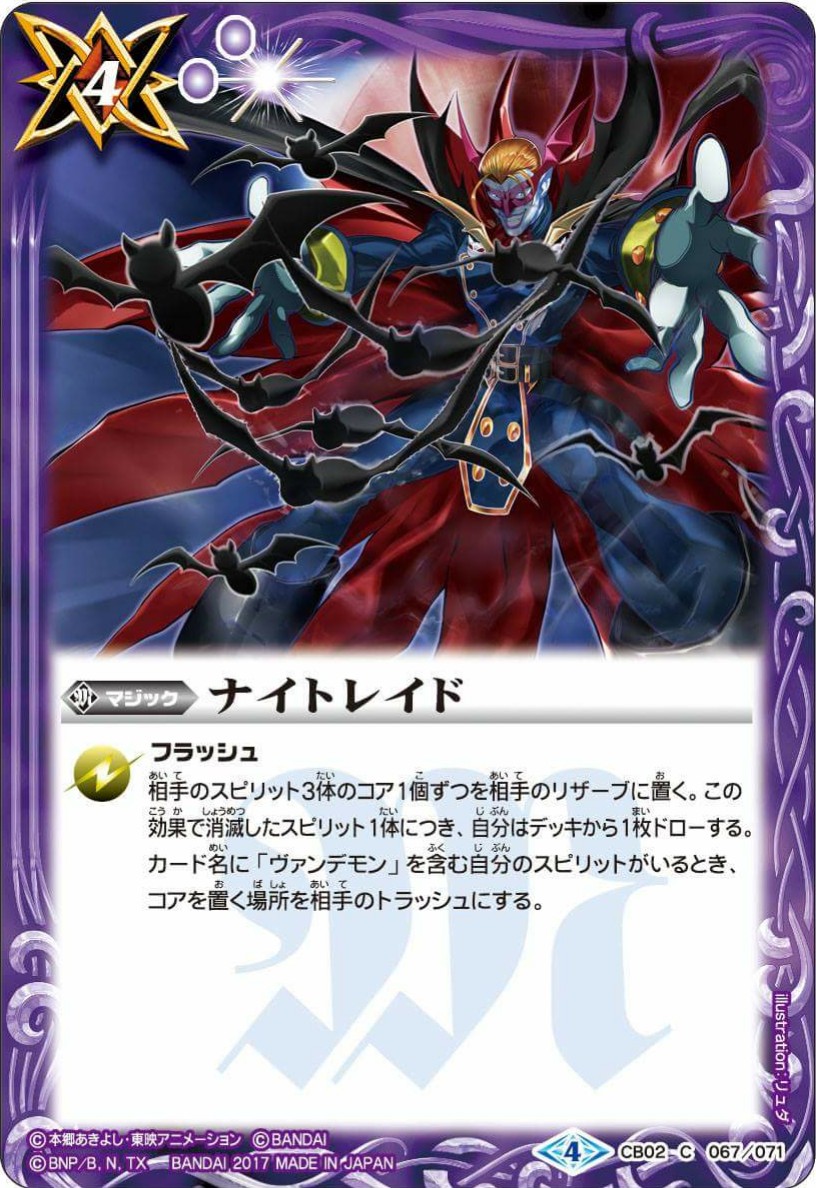 4
マジック ナイトレイド
フラッシュ
相手のスピリット3体のコア1個ずつを相手のリザーブに置く。この
効果で消滅したスピリット1体につき、自分はデッキから1枚ドローする。
カード名に「ヴァンデモン」を含む自分のスピリットがいるとき、
コアを置く場所を相手のトラッシュにする。
illustration:リュダ
©本郷あきよし・東映アニメーション ©BANDAI
©BNP/B, N, TX BANDAI 2017 MADE IN JAPAN
4 CB02-C 067/071